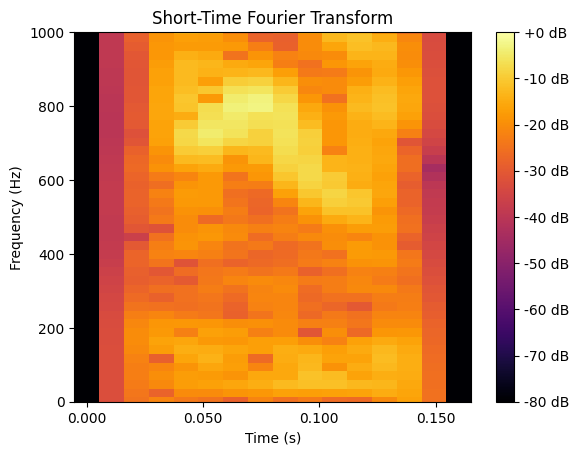 Short-Time Fourier Transform
1000
800
600
400
200
0
Frequency (Hz)
0.000
0.050
0.100
0.150
Time (s)
+0 dB
-10 dB
-20 dB
-30 dB
-40 dB
-50 dB
-60 dB
-70 dB
-80 dB